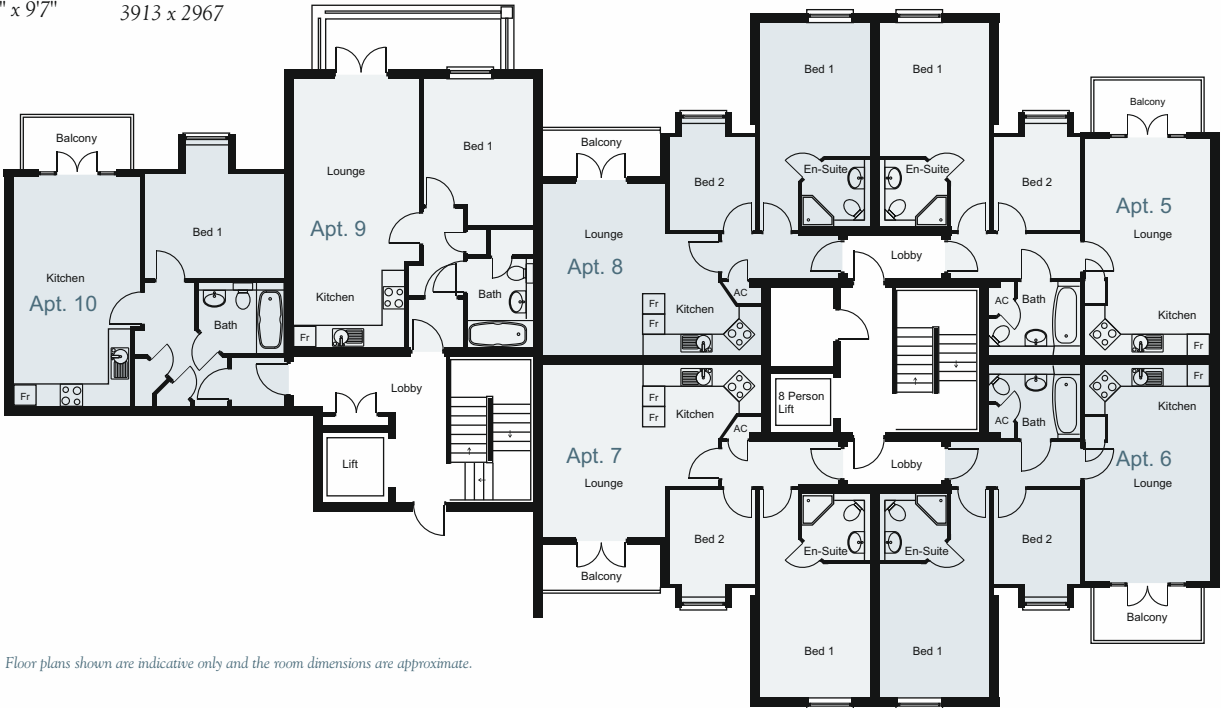 " x 9'7"
3913 x 2967
Balcony
Bed 1
Kitchen
Apt. 10
Bath
Fr
Lounge
Apt. 9
Kitchen
Fr
Bed 1
Bath
Lobby
Lift
Balcony
Lounge
Apt. 8
Bed 2
Bed 1
En-Suite
AC
Fr
Fr
Kitchen
Bed 1
En-Suite
Bed 2
Lobby
Balcony
Apt. 5
Lounge
AC
Bath
Kitchen
Fr
8 Person
Lift
Fr
Fr
Kitchen
AC
Apt. 7
Lounge
Bed 2
En-Suite
Balcony
Bed 1
Lobby
AC
Bath
Fr
Kitchen
Apt. 6
Lounge
En-Suite
Bed 2
Bed 1
Balcony
Floor plans shown are indicative only and the room dimensions are approximate.